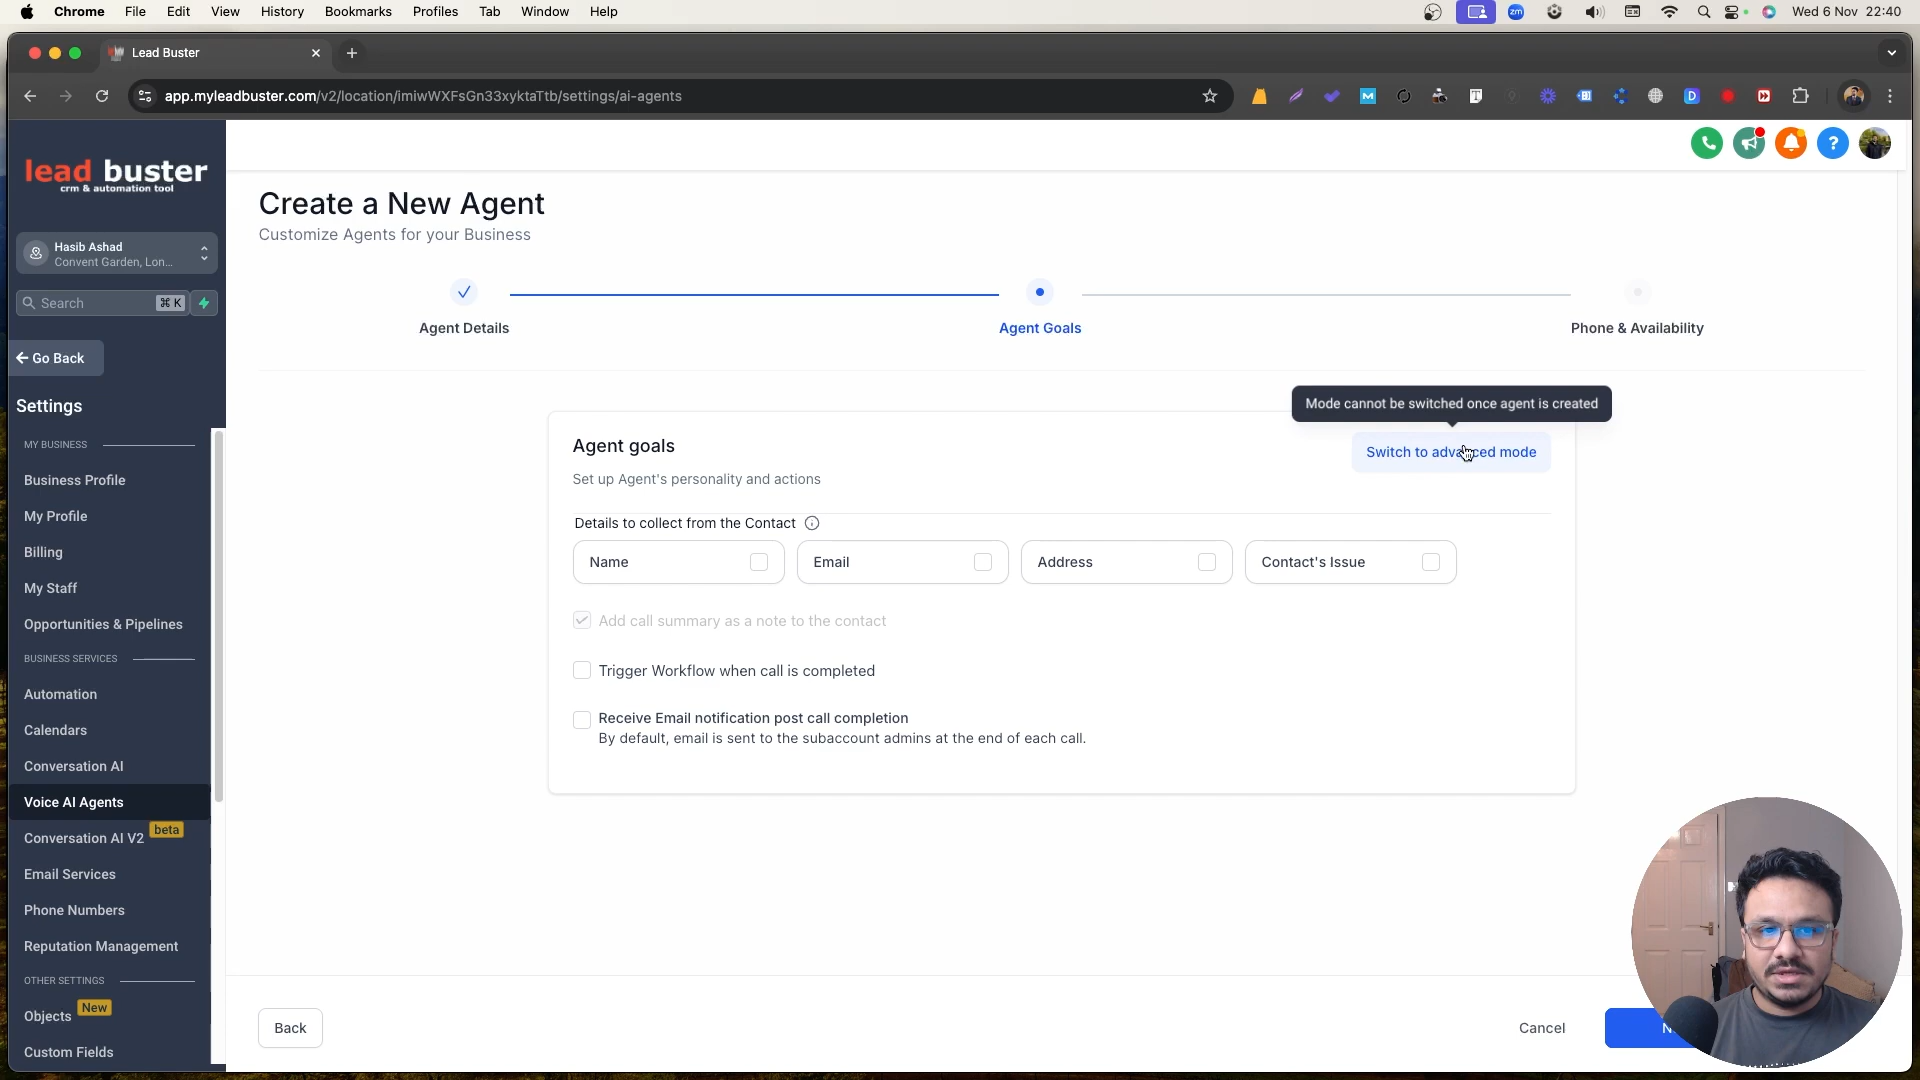 Chrome File Edit View History Bookmarks Profiles Tab Window Help
zm
Wed 6 Nov 22:40
Lead Buster
app.myleadbuster.com/v2/location/imiwWXFsGn33xyktaTtb/settings/ai-agents
lead buster
crm & automation tool
Hasib Ashad
Convent Garden, Lon...
Search ⌘ K
← Go Back
Settings
MY BUSINESS
Business Profile
My Profile
Billing
My Staff
Opportunities & Pipelines
BUSINESS SERVICES
Automation
Calendars
Conversation AI
Voice AI Agents
Conversation AI V2 beta
Email Services
Phone Numbers
Reputation Management
OTHER SETTINGS
Objects New
Custom Fields
Create a New Agent
Customize Agents for your Business
Agent Details
Agent Goals
Phone & Availability
Mode cannot be switched once agent is created
Agent goals
Switch to advanced mode
Set up Agent's personality and actions
Details to collect from the Contact
Name
Email
Address
Contact's Issue
Add call summary as a note to the contact
Trigger Workflow when call is completed
Receive Email notification post call completion
By default, email is sent to the subaccount admins at the end of each call.
Back
Cancel